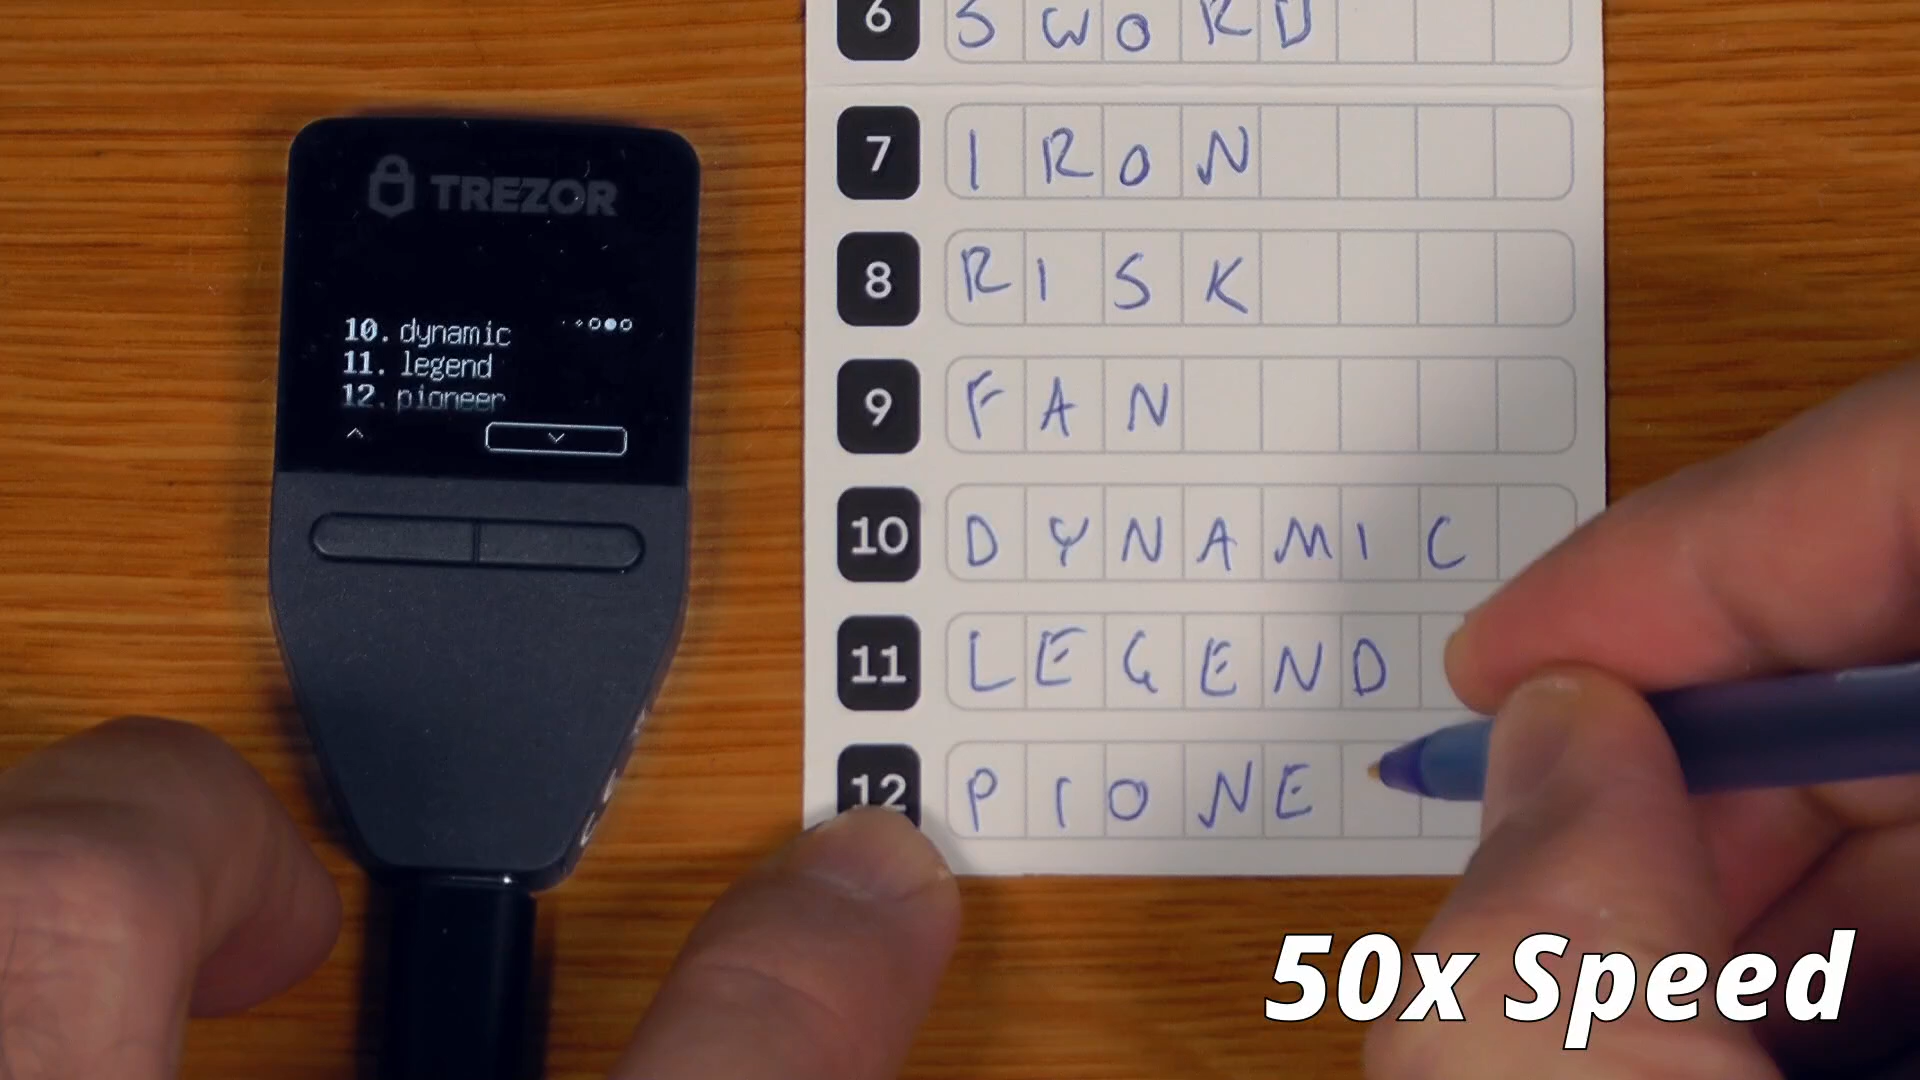 TREZOR
10. dynamic
11. legend
12. pioneer
6 SWORD
7 IRON
8 RISK
9 FAN
10 DYNAMIC
11 LEGEND
12 PIONE
50x Speed